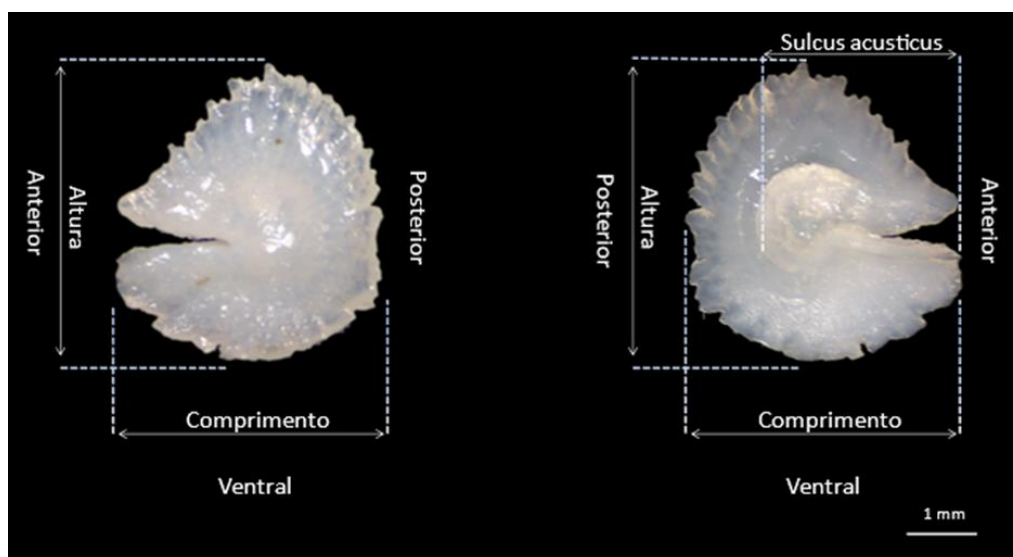 Sulcus acusticus
Anterior
Altura
Posterior
Posterior
Altura
Anterior
Comprimento
Comprimento
Ventral
Ventral
1 mm